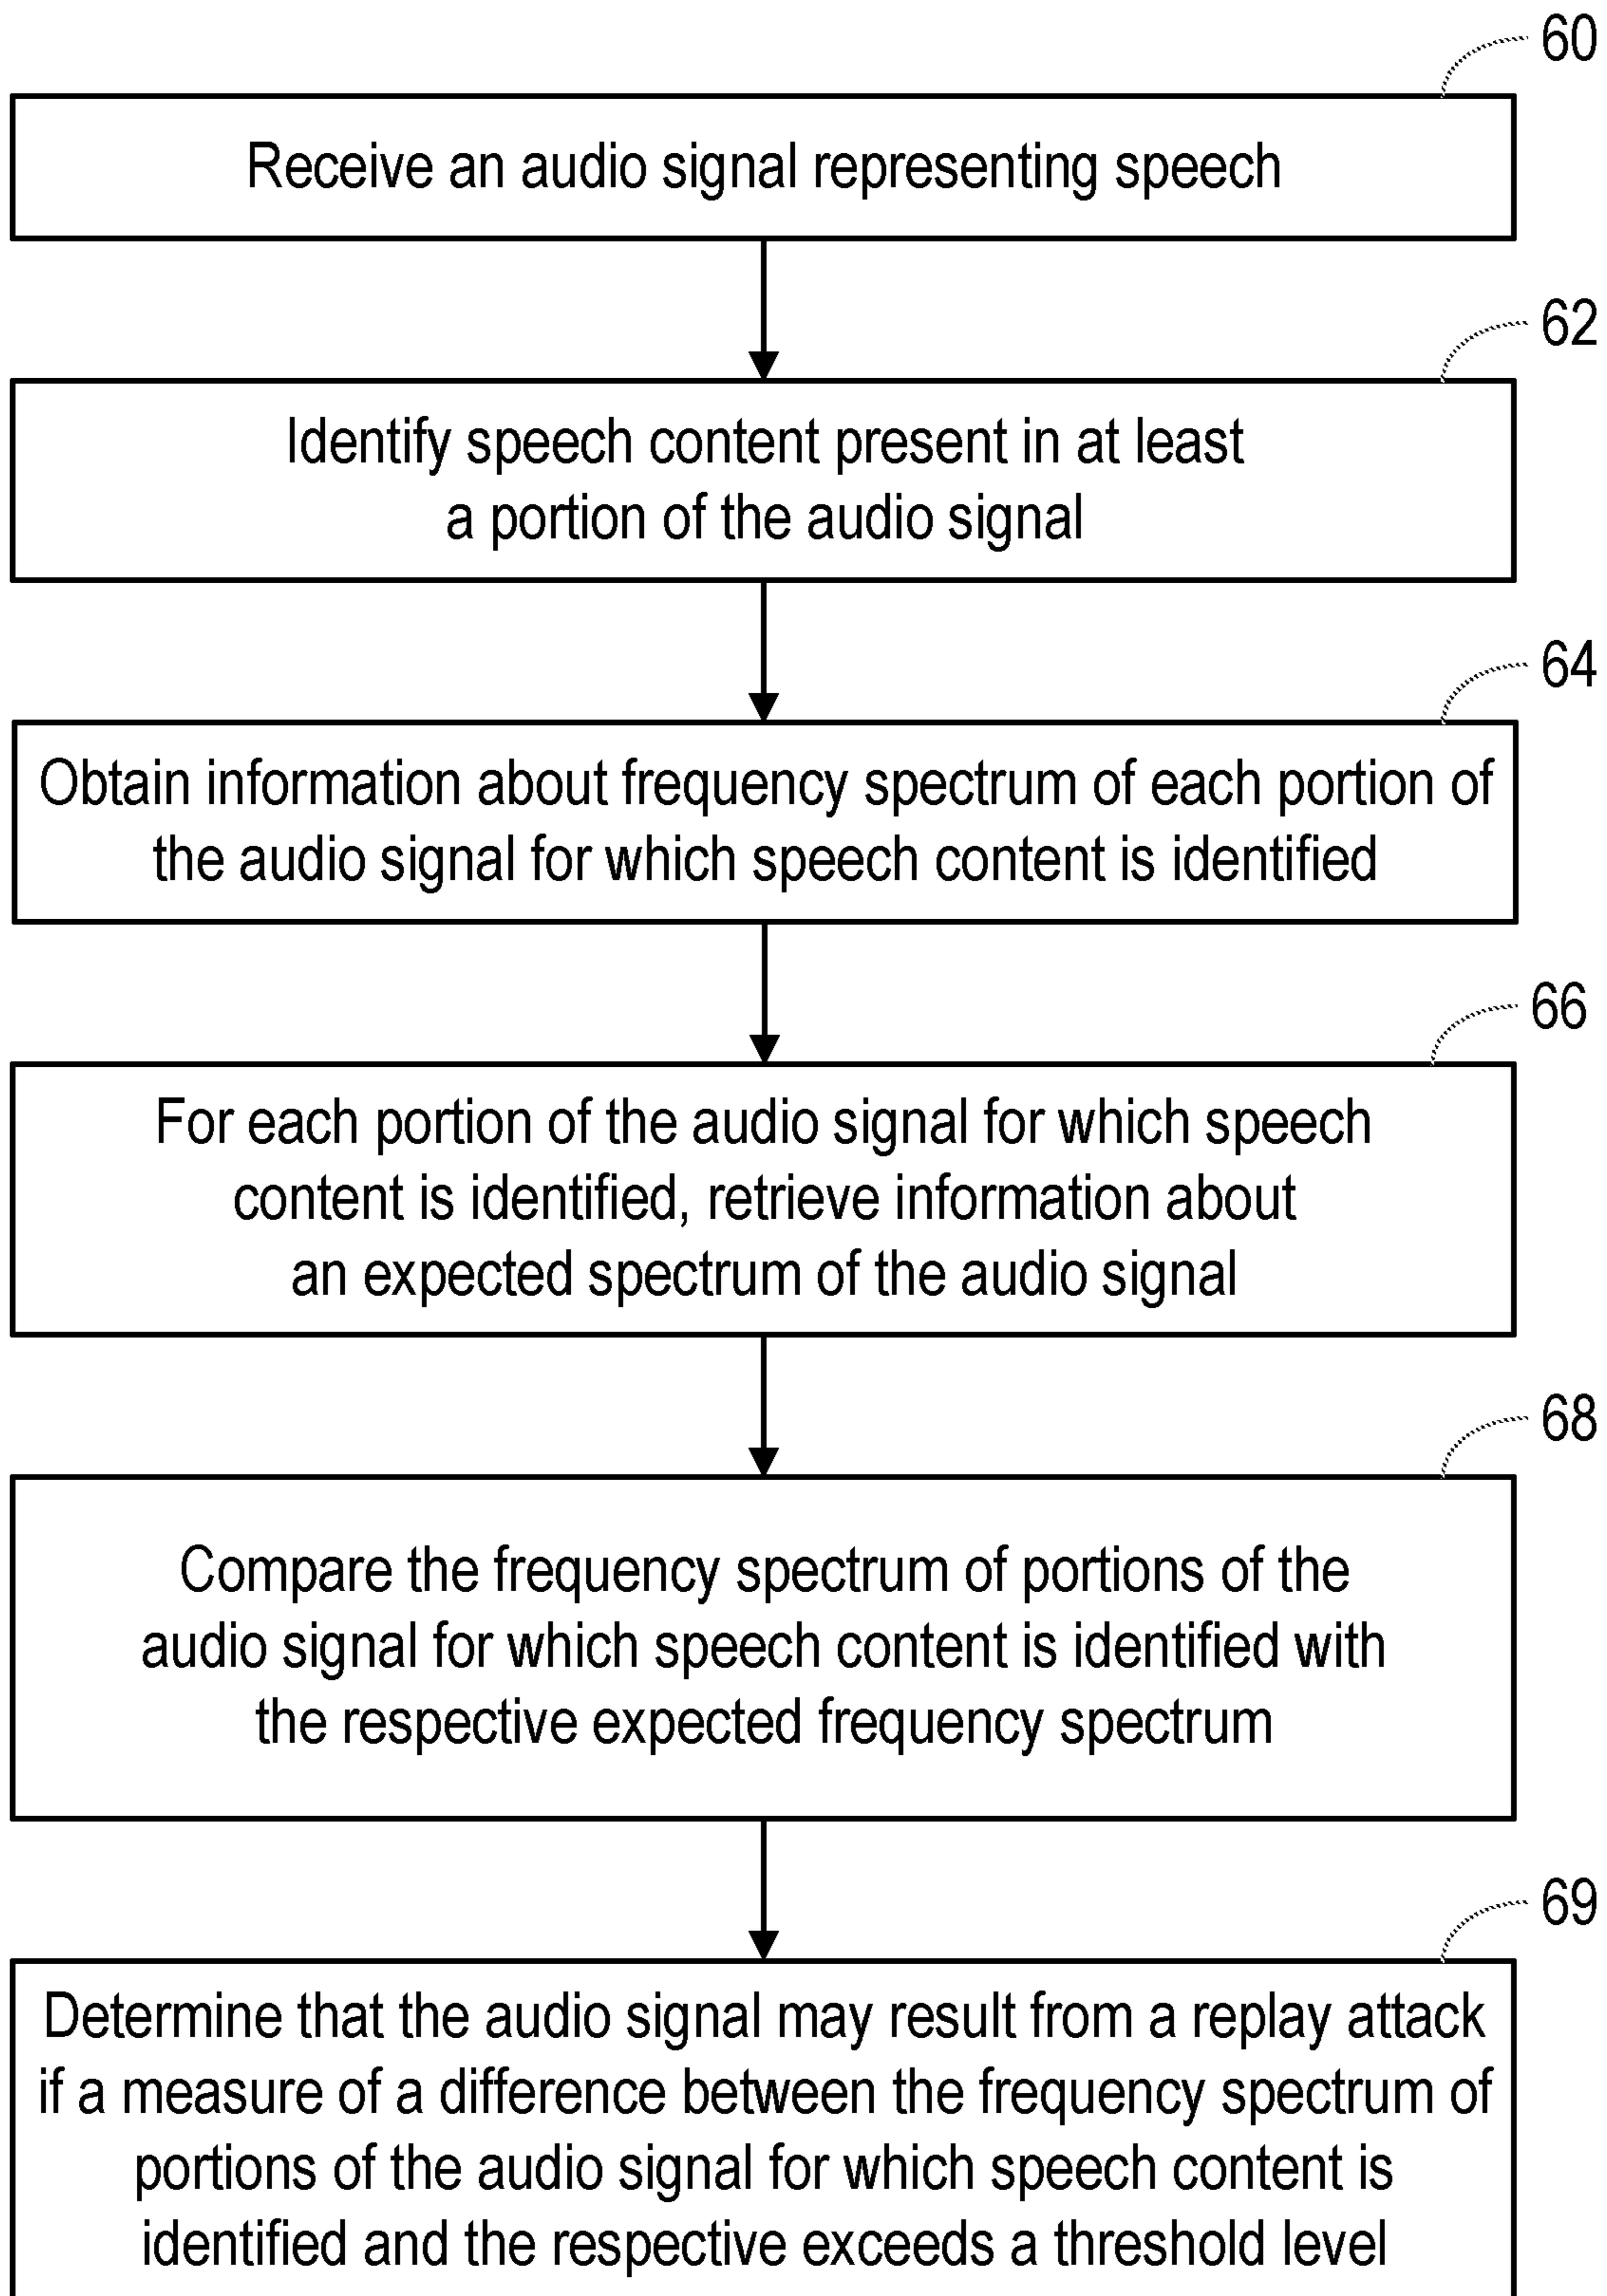 60
Receive an audio signal representing speech
62
Identify speech content present in at least
a portion of the audio signal
64
Obtain information about frequency spectrum of each portion of
the audio signal for which speech content is identified
66
For each portion of the audio signal for which speech
content is identified, retrieve information about
an expected spectrum of the audio signal
68
Compare the frequency spectrum of portions of the
audio signal for which speech content is identified with
the respective expected frequency spectrum
69
Determine that the audio signal may result from a replay attack
if a measure of a difference between the frequency spectrum of
portions of the audio signal for which speech content is
identified and the respective exceeds a threshold level